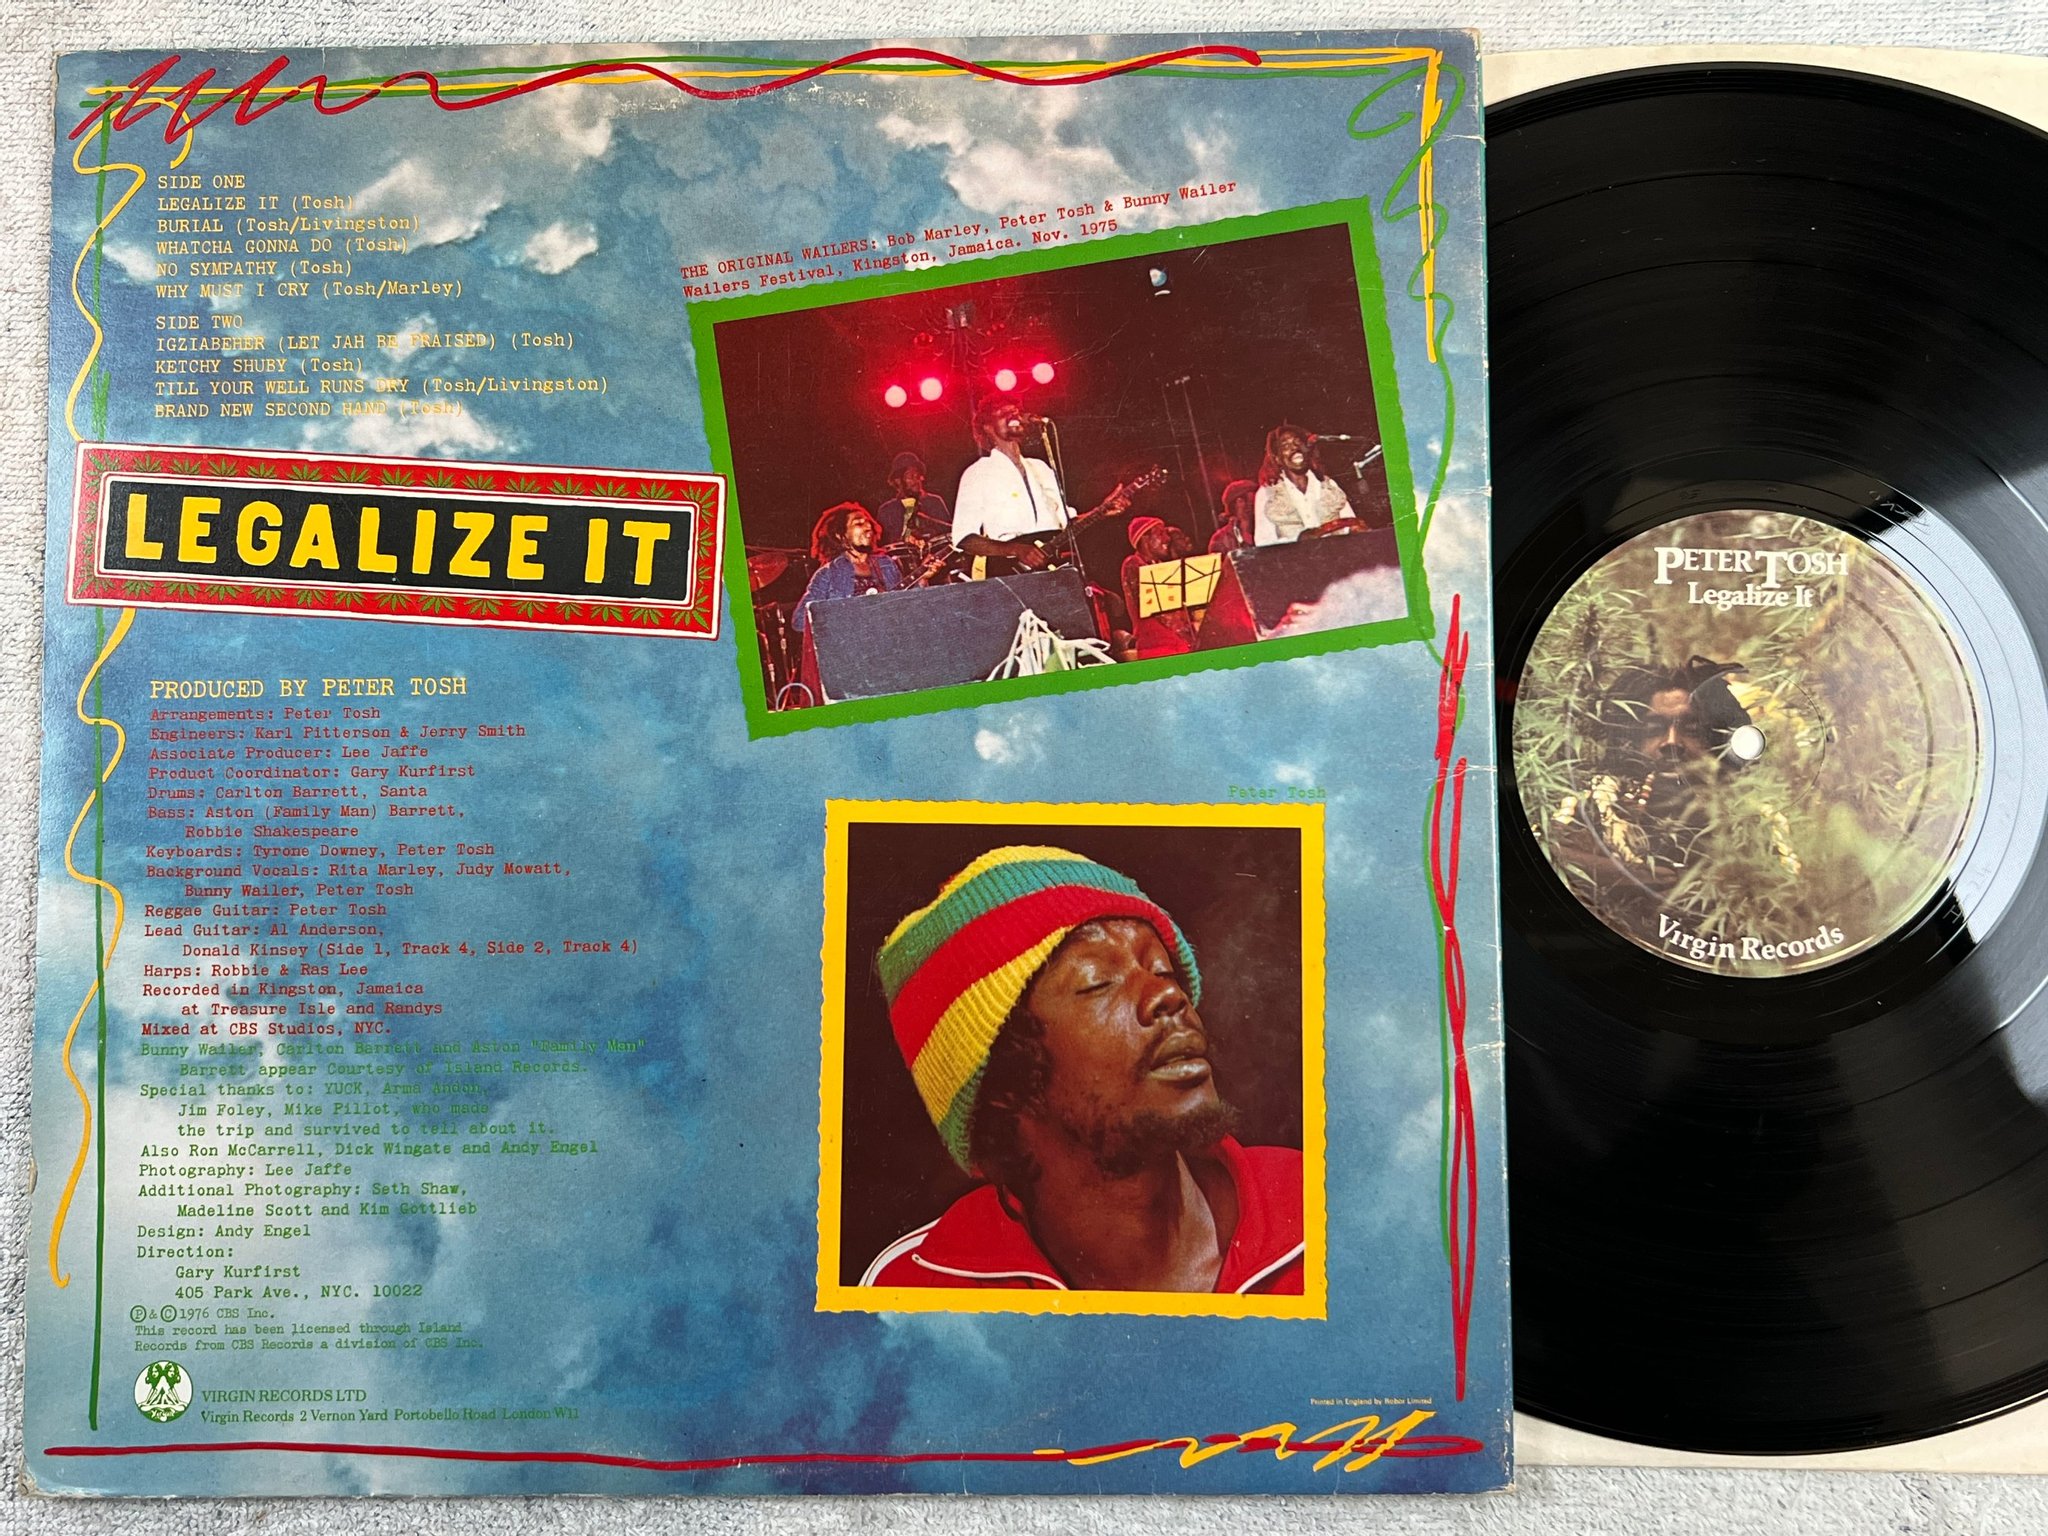 SIDE ONE
LEGALIZE IT (Tosh)
BURIAL (Tosh/Livingston)
WHATCHA GONNA DO (Tosh)
NO SYMPATHY (Tosh)
WHY MUST I CRY (Tosh/Marley)
SIDE TWO
IGZIABEHER (LET JAH BE PRAISED) (Tosh)
KETCHY SHUBY (Tosh)
TILL YOUR WELL RUNS DRY (Tosh/Livingston)
BRAND NEW SECOND HAND (Tosh)
THE ORIGINAL WAILERS: Bob Marley, Peter Tosh & Bunny Wailer
Wailers Festival, Kingston, Jamaica. Nov. 1975
LEGALIZE IT
PRODUCED BY PETER TOSH
Arrangements: Peter Tosh
Engineers: Karl Pitterson & Jerry Smith
Associate Producer: Lee Jaffe
Product Coordinator: Gary Kurfirst
Drums: Carlton Barrett, Santa
Bass: Aston (Family Man) Barrett,
Robbie Shakespeare
Keyboards: Tyrone Downey, Peter Tosh
Background Vocals: Rita Marley, Judy Mowatt,
Bunny Wailer, Peter Tosh
Reggae Guitar: Peter Tosh
Lead Guitar: Al Anderson,
Donald Kinsey (Side 1, Track 4, Side 2, Track 4)
Harps: Robbie & Ras Lee
Recorded in Kingston, Jamaica
at Treasure Isle and Randys
Mixed at CBS Studios, NYC.
Bunny Wailer, Carlton Barrett and Aston "Family Man"
Barrett appear Courtesy of Island Records.
Special thanks to: YUCK, Arma Andon,
Jim Foley, Mike Pillot, who made
the trip and survived to tell about it.
Also Ron McCarrell, Dick Wingate and Andy Engel
Photography: Lee Jaffe
Additional Photography: Seth Shaw,
Madeline Scott and Kim Gottlieb
Design: Andy Engel
Direction:
Gary Kurfirst
405 Park Ave., NYC. 10022
Ⓟ & © 1976 CBS Inc.
This record has been licensed through Island
Records from CBS Records a division of CBS Inc.
VIRGIN RECORDS LTD
Virgin Records 2 Vernon Yard Portobello Road London W11
Peter Tosh
Printed in England by Robor Limited
PETER TOSH
Legalize It
Virgin Records